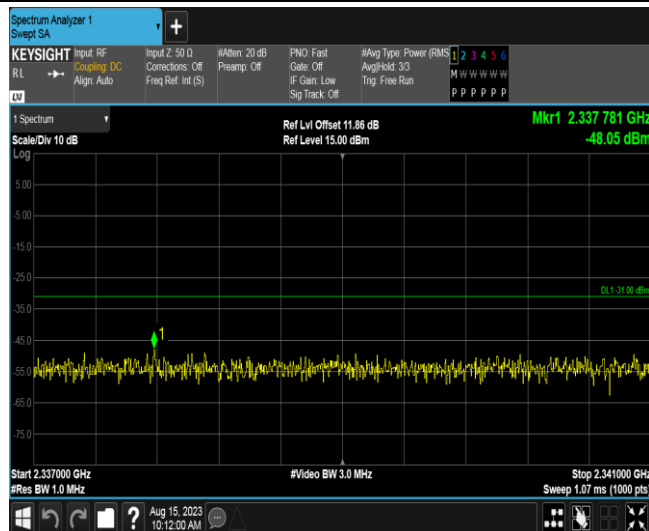 Spectrum Analyzer 1
Swept SA
+
KEYSIGHT
RL
LXI
Input: RF
Coupling: DC
Align: Auto
Input Z: 50 Ω
Corrections: Off
Freq Ref: Int (S)
#Atten: 20 dB
Preamp: Off
PNO: Fast
Gate: Off
IF Gain: Low
Sig Track: Off
#Avg Type: Power (RMS
Avg|Hold: 3/3
Trig: Free Run
1 2 3 4 5 6
M W W W W W
P P P P P P
1 Spectrum
Scale/Div 10 dB
Log
Ref Lvl Offset 11.86 dB
Ref Level 15.00 dBm
Mkr1 2.337 781 GHz
-48.05 dBm
5.00
-5.00
-15.0
-25.0
DL1 -31.00 dBm
-35.0
1
-45.0
-55.0
-65.0
-75.0
Start 2.337000 GHz
#Video BW 3.0 MHz
Stop 2.341000 GHz
#Res BW 1.0 MHz
Sweep 1.07 ms (1000 pts)
?
Aug 15, 2023
10:12:00 AM